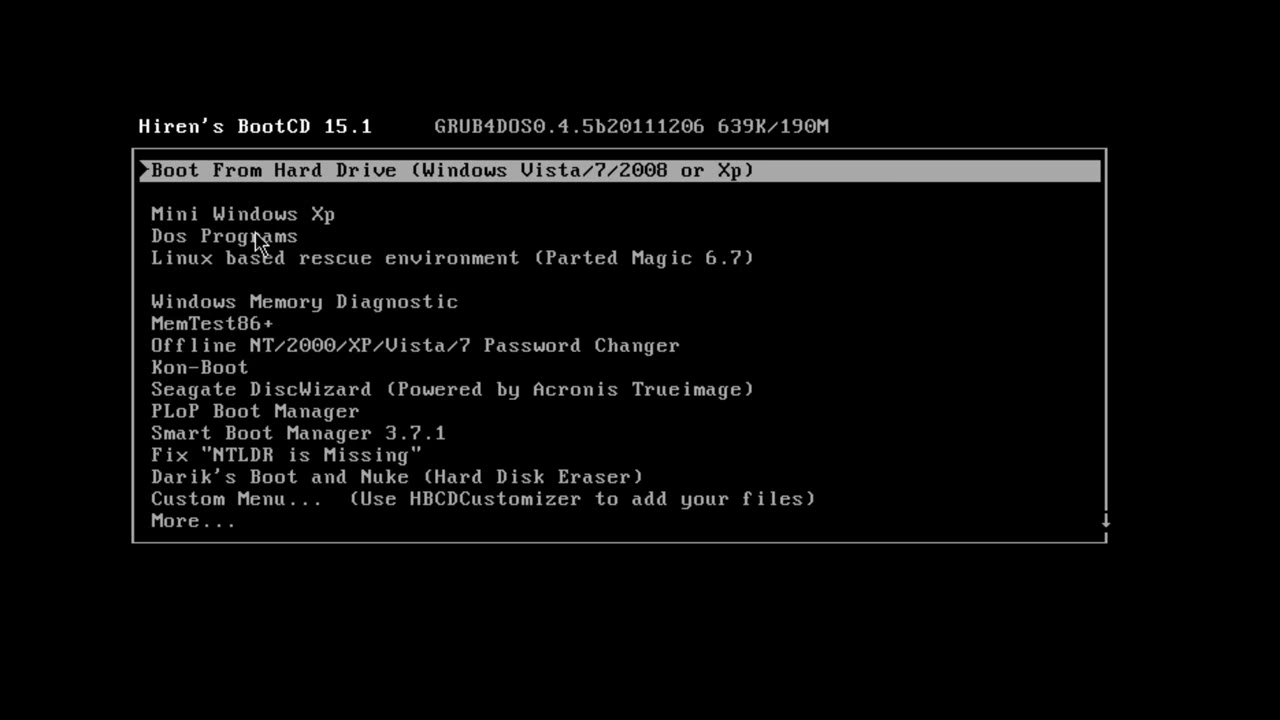 Hiren's BootCD 15.1 GRUB4DOS0.4.5b20111206 639K/190M
Boot From Hard Drive (Windows Vista/7/2008 or Xp)
Mini Windows Xp
Dos Programs
Linux based rescue environment (Parted Magic 6.7)
Windows Memory Diagnostic
MemTest86+
Offline NT/2000/XP/Vista/7 Password Changer
Kon-Boot
Seagate DiscWizard (Powered by Acronis Trueimage)
PLoP Boot Manager
Smart Boot Manager 3.7.1
Fix "NTLDR is Missing"
Darik's Boot and Nuke (Hard Disk Eraser)
Custom Menu... (Use HBCDCustomizer to add your files)
More...